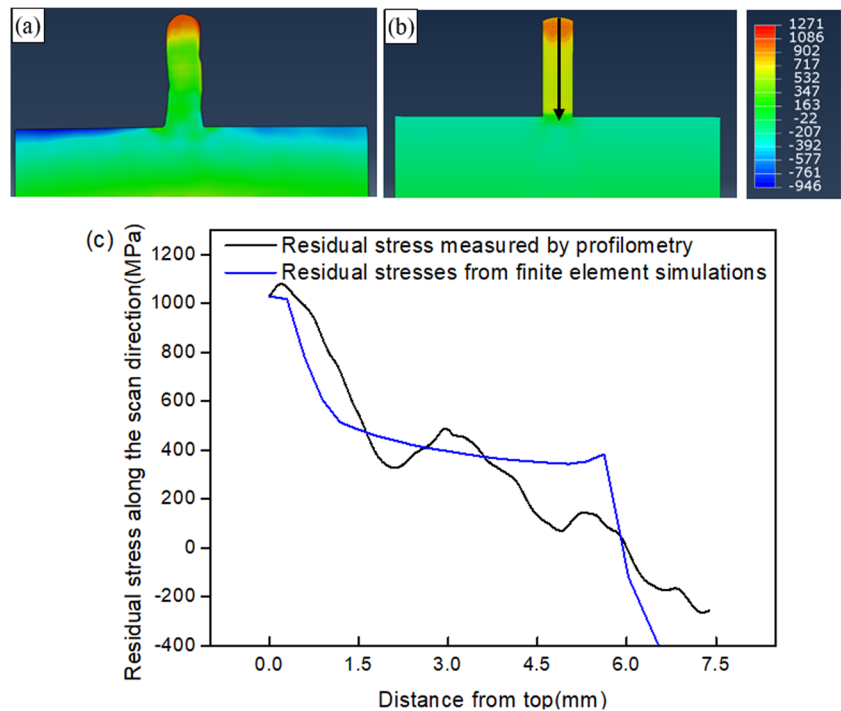 (a)
(b)
1271
1086
902
717
532
347
163
-22
-207
-392
-577
-761
-946
(c)
Residual stress measured by profilometry
Residual stresses from finite element simulations
Residual stress along the scan direction(MPa)
1200
1000
800
600
400
200
0
-200
-400
0.0 1.5 3.0 4.5 6.0 7.5
Distance from top(mm)